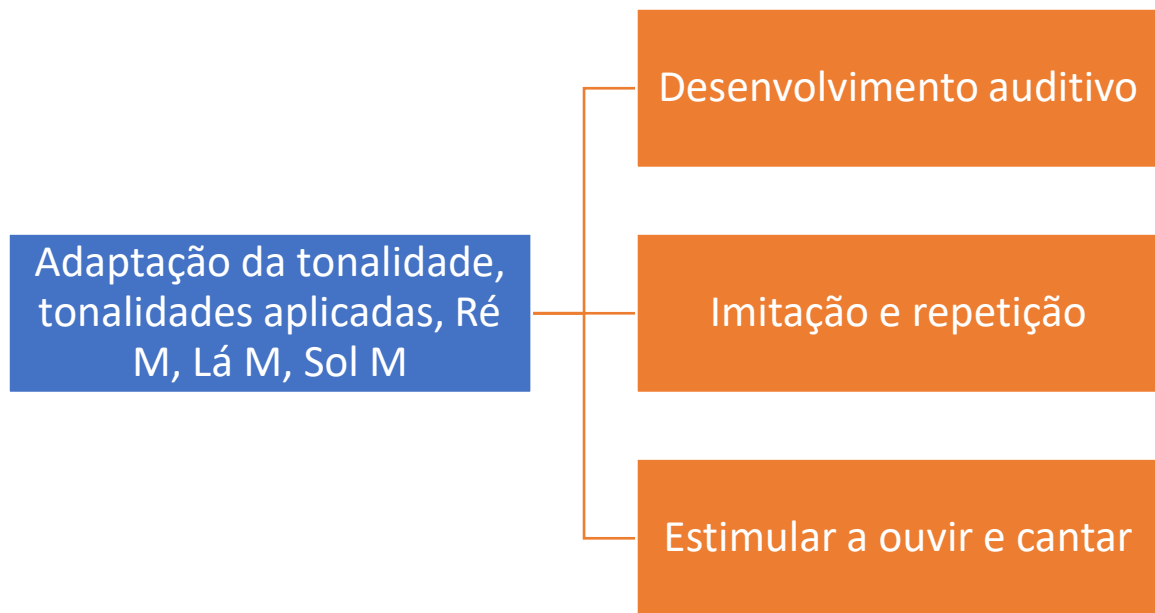 Desenvolvimento auditivo
Adaptação da tonalidade,
tonalidades aplicadas, Ré
M, Lá M, Sol M
Imitação e repetição
Estimular a ouvir e cantar